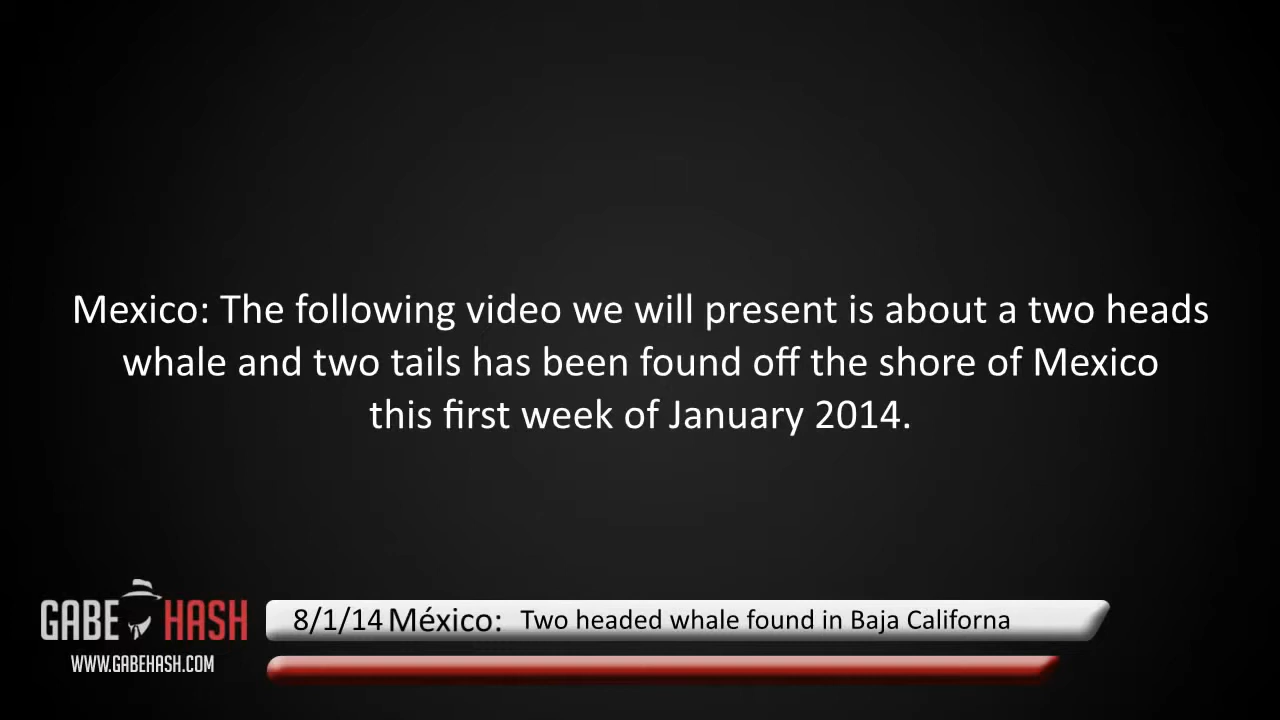 Mexico: The following video we will present is about a two heads
whale and two tails has been found off the shore of Mexico
this first week of January 2014.
GABE HASH
WWW.GABEHASH.COM
8/1/14 México: Two headed whale found in Baja Californa